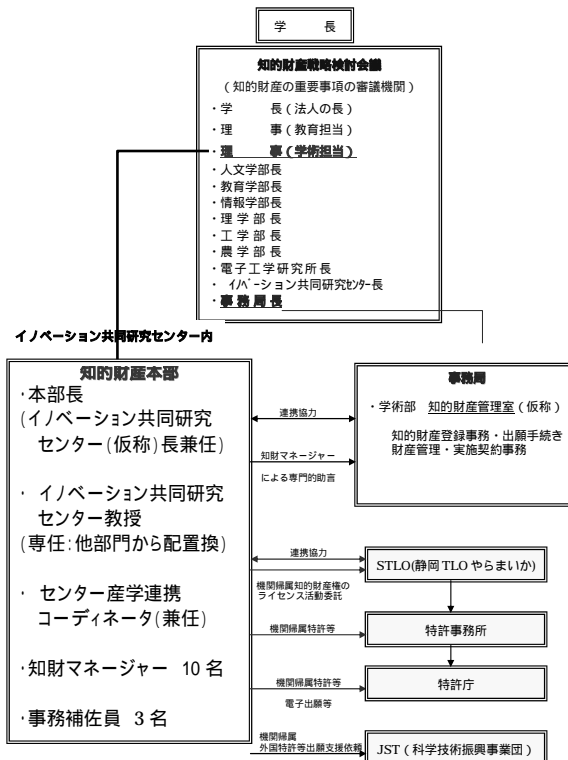 学　　　長
知的財産戦略検討会議
（知的財産の重要事項の審議機関）
・学　　　長（法人の長）
・理　　　事（教育担当）
・理　　　事（学術担当）
・人文学部長
・教育学部長
・情報学部長
・理 学 部 長
・工 学 部 長
・農 学 部 長
・電子工学研究所長
・ ｲﾉﾍﾞｰション共同研究ｾﾝﾀｰ長
・事 務 局 長
イノベーション共同研究センター内
知的財産本部
・本部長
(イノベーション共同研究
センター(仮称)長兼任)
・ イノベーション共同研究
センター教授
(専任:他部門から配置換)
・ センター産学連携
コーディネータ(兼任)
・知財マネージャー 10 名
・事務補佐員 3 名
連携協力
知財マネージャー
による専門的助言
事務局
・学術部　知的財産管理室（仮称）
知的財産登録事務・出願手続き
財産管理・実施契約事務
連携協力
機関帰属知的財産権の
ライセンス活動委託
STLO(静岡 TLO やらまいか)
機関帰属特許等
特許事務所
機関帰属特許等
電子出願等
特許庁
機関帰属
外国特許等出願支援依頼
JST（科学技術振興事業団）